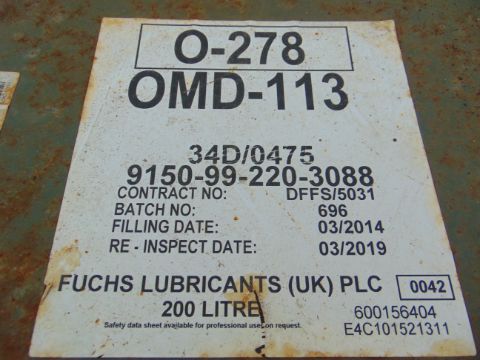 O-278
OMD-113
34D/0475
9150-99-220-3088
CONTRACT NO: DFFS/5031
BATCH NO: 696
FILLING DATE: 03/2014
RE - INSPECT DATE: 03/2019
FUCHS LUBRICANTS (UK) PLC 0042
200 LITRE 600156404
Safety data sheet available for professional user on request. E4C101521311